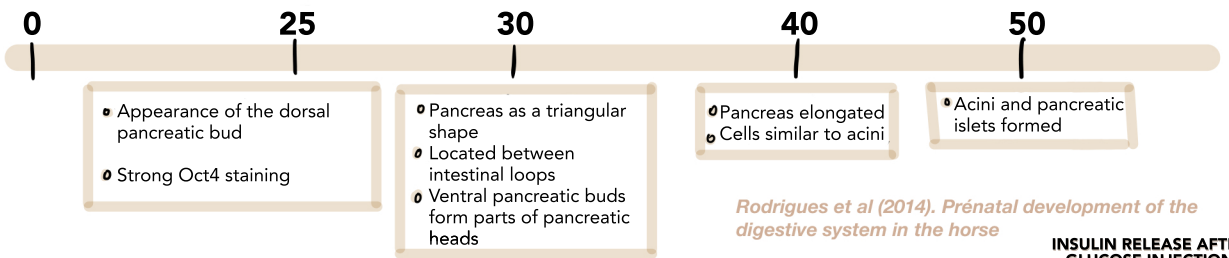 0 25 30 40 50
Appearance of the dorsal
pancreatic bud
Strong Oct4 staining
Pancreas as a triangular
shape
Located between
intestinal loops
Ventral pancreatic buds
form parts of pancreatic
heads
Pancreas elongated
Cells similar to acini
Acini and pancreatic
islets formed
Rodrigues et al (2014). Prénatal development of the
digestive system in the horse
INSULIN RELEASE
GLUCOSE INJECTION